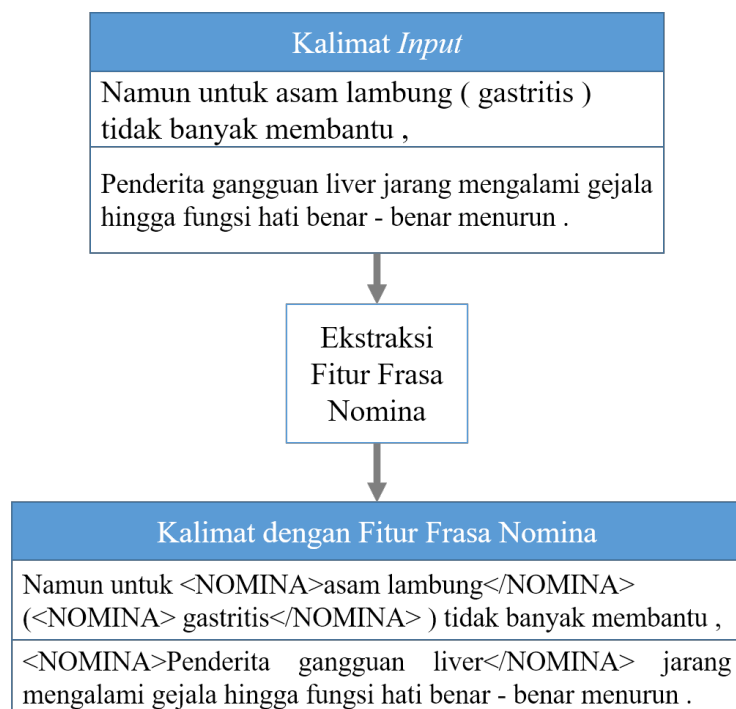 Kalimat Input
Namun untuk asam lambung ( gastritis )
tidak banyak membantu ,
Penderita gangguan liver jarang mengalami gejala
hingga fungsi hati benar - benar menurun .
Ekstraksi
Fitur Frasa
Nomina
Kalimat dengan Fitur Frasa Nomina
Namun untuk <NOMINA>asam lambung</NOMINA>
(<NOMINA> gastritis</NOMINA> ) tidak banyak membantu ,
<NOMINA>Penderita gangguan liver</NOMINA> jarang
mengalami gejala hingga fungsi hati benar - benar menurun .